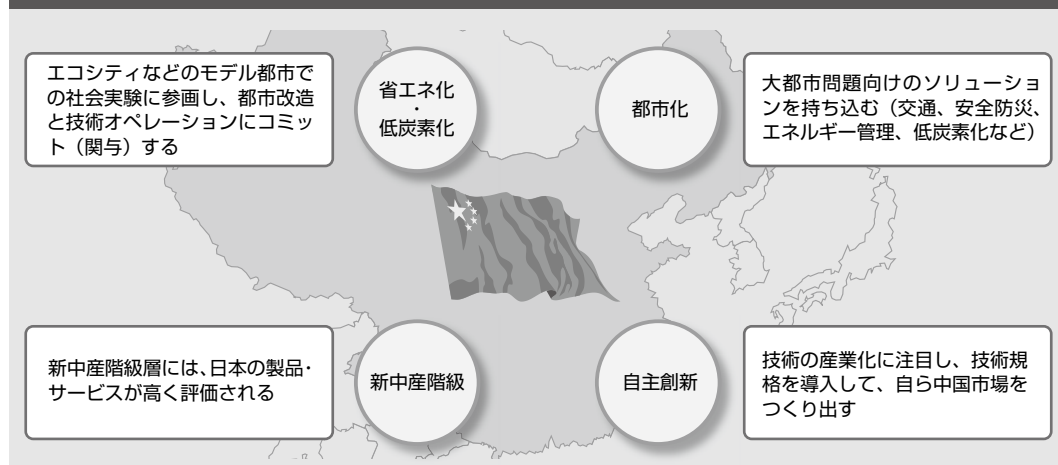 エコシティなどのモデル都市で
の社会実験に参画し、都市改造
と技術オペレーションにコミッ
ト（関与）する
省エネ化
・
低炭素化
都市化
大都市問題向けのソリューショ
ンを持ち込む（交通、安全防災、
エネルギー管理、低炭素化など）
新中産階級層には、日本の製品・
サービスが高く評価される
新中産階級
自主創新
技術の産業化に注目し、技術規
格を導入して、自ら中国市場を
つくり出す